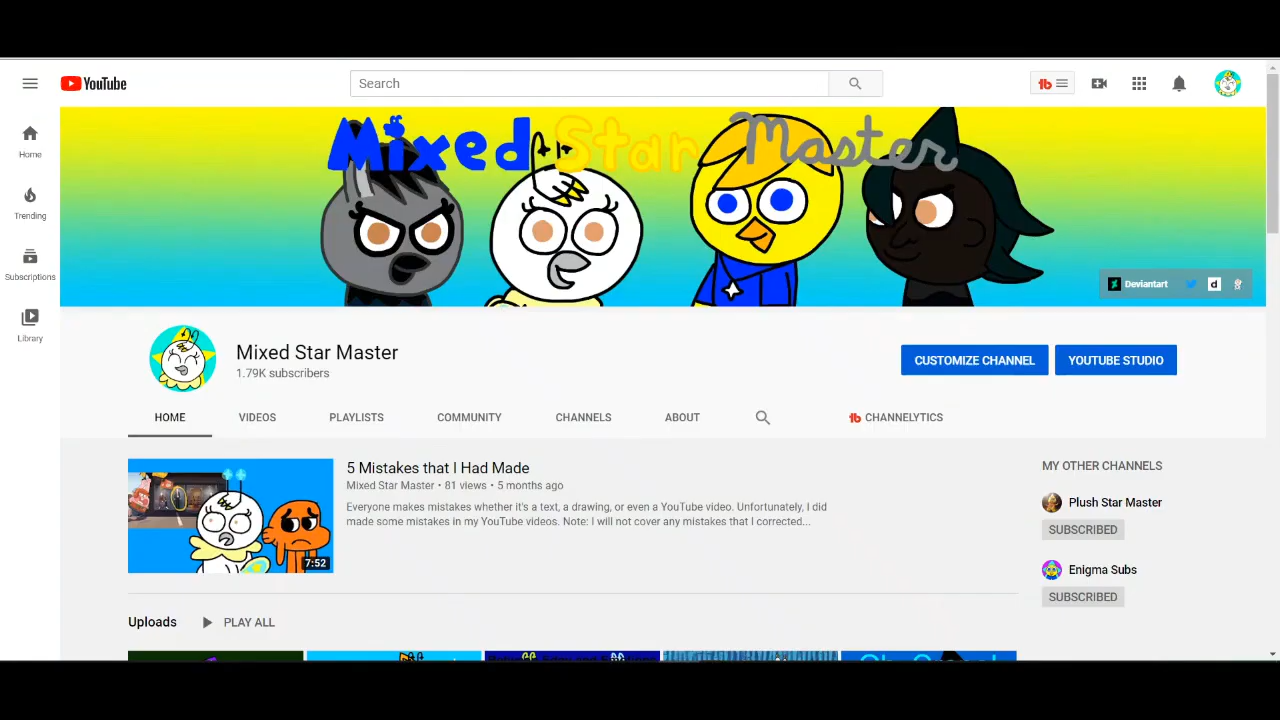 YouTube
Search
Home
Trending
Subscriptions
Library
Mixed Star Master
Deviantart
Mixed Star Master
1.79K subscribers
CUSTOMIZE CHANNEL
YOUTUBE STUDIO
HOME
VIDEOS
PLAYLISTS
COMMUNITY
CHANNELS
ABOUT
CHANNELYTICS
5 Mistakes that I Had Made
Mixed Star Master • 81 views • 5 months ago
Everyone makes mistakes whether it's a text, a drawing, or even a YouTube video. Unfortunately, I did
made some mistakes in my YouTube videos. Note: I will not cover any mistakes that I corrected...
7:52
MY OTHER CHANNELS
Plush Star Master
SUBSCRIBED
Enigma Subs
SUBSCRIBED
Uploads
PLAY ALL